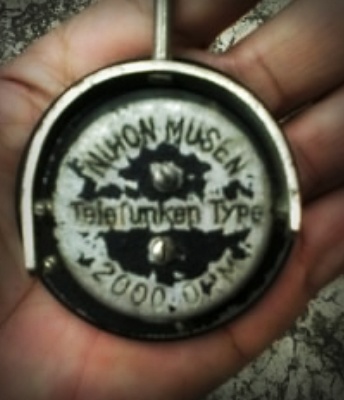 NIHON MUSEN
Telefunken Type
2000 OHM